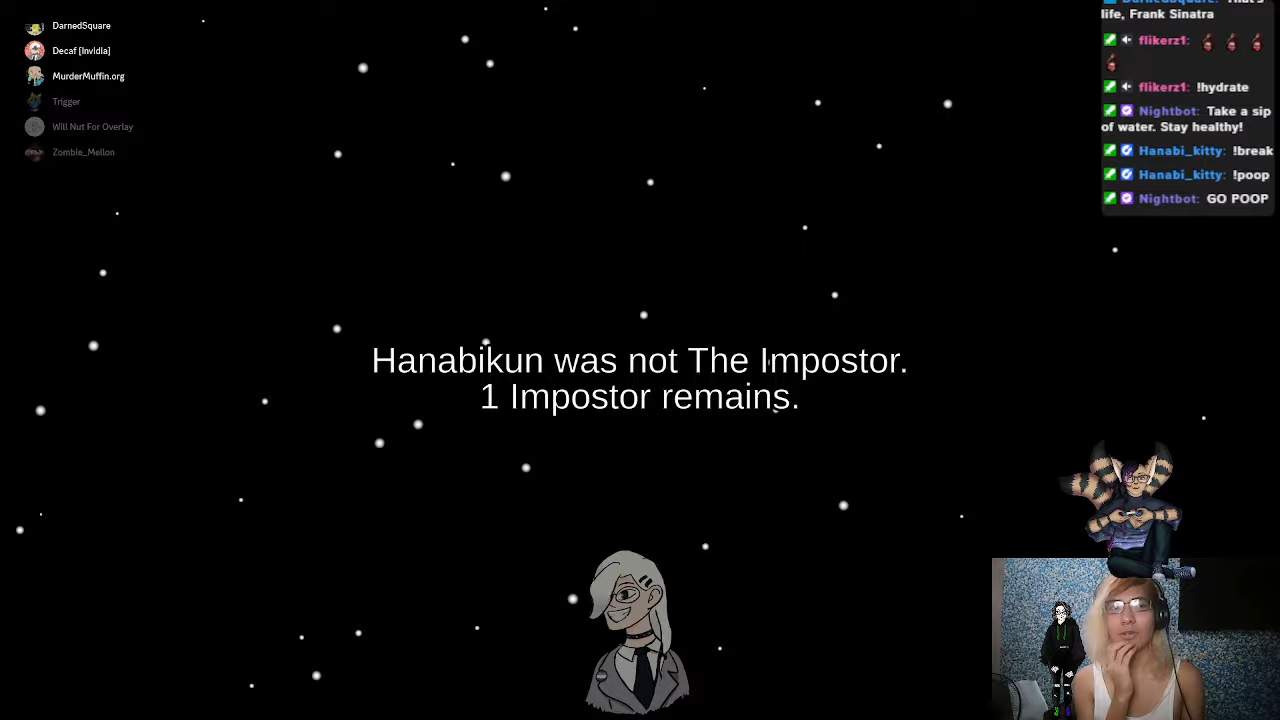 DarnedSquare
Decaf [Invidia]
MurderMuffin.org
Trigger
Will Nut For Overlay
Zombie_Mellon
life, Frank Sinatra
flikerz1:
flikerz1: !hydrate
Nightbot: Take a sip
of water. Stay healthy!
Hanabi_kitty: !break
Hanabi_kitty: !poop
Nightbot: GO POOP
Hanabikun was not The Impostor.
1 Impostor remains.